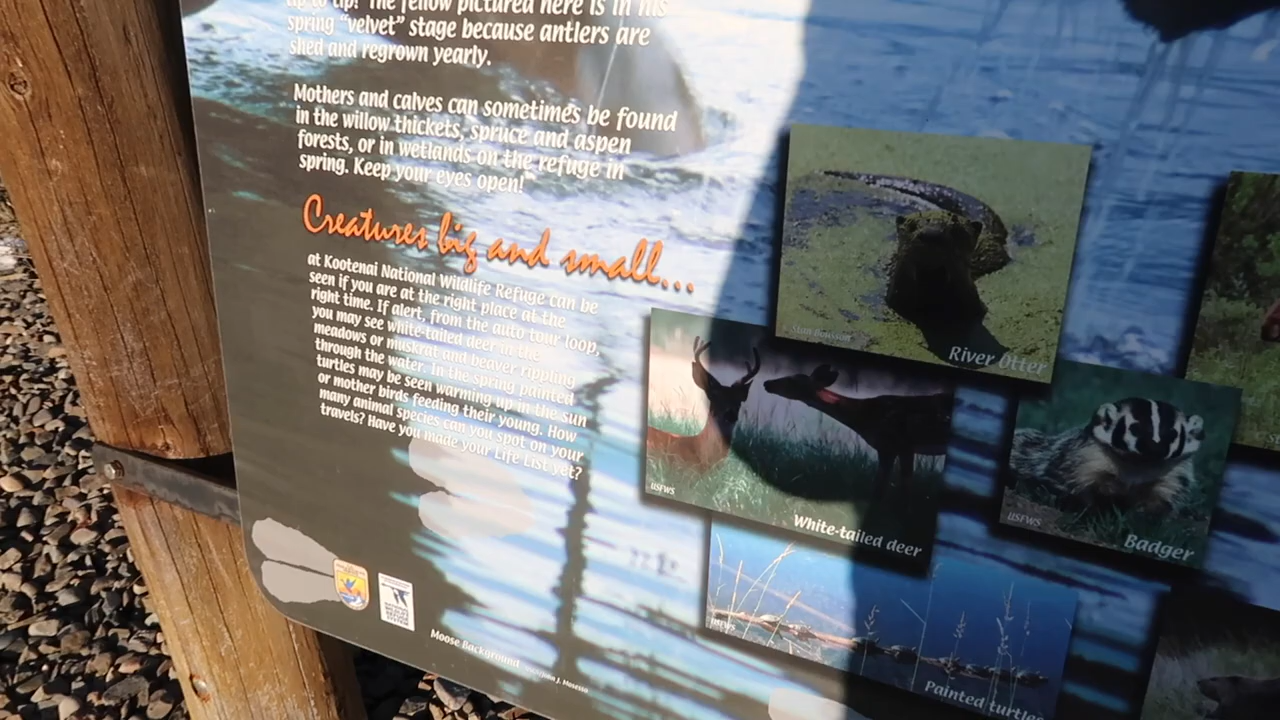 up to tip! The fellow pictured here is in his
spring “velvet” stage because antlers are
shed and regrown yearly.
Mothers and calves can sometimes be found
in the willow thickets, spruce and aspen
forests, or in wetlands on the refuge in
spring. Keep your eyes open!
Creatures big and small...
at Kootenai National Wildlife Refuge can be
seen if you are at the right place at the
right time. If alert, from the auto tour loop,
you may see white-tailed deer in the
meadows or muskrat and beaver rippling
through the water. In the spring painted
turtles may be seen warming up in the sun
or mother birds feeding their young. How
many animal species can you spot on your
travels? Have you made your Life List yet?
Moose Background
River Otter
USFWS
White-tailed deer
USFWS
Badger
USFWS
Painted turtles